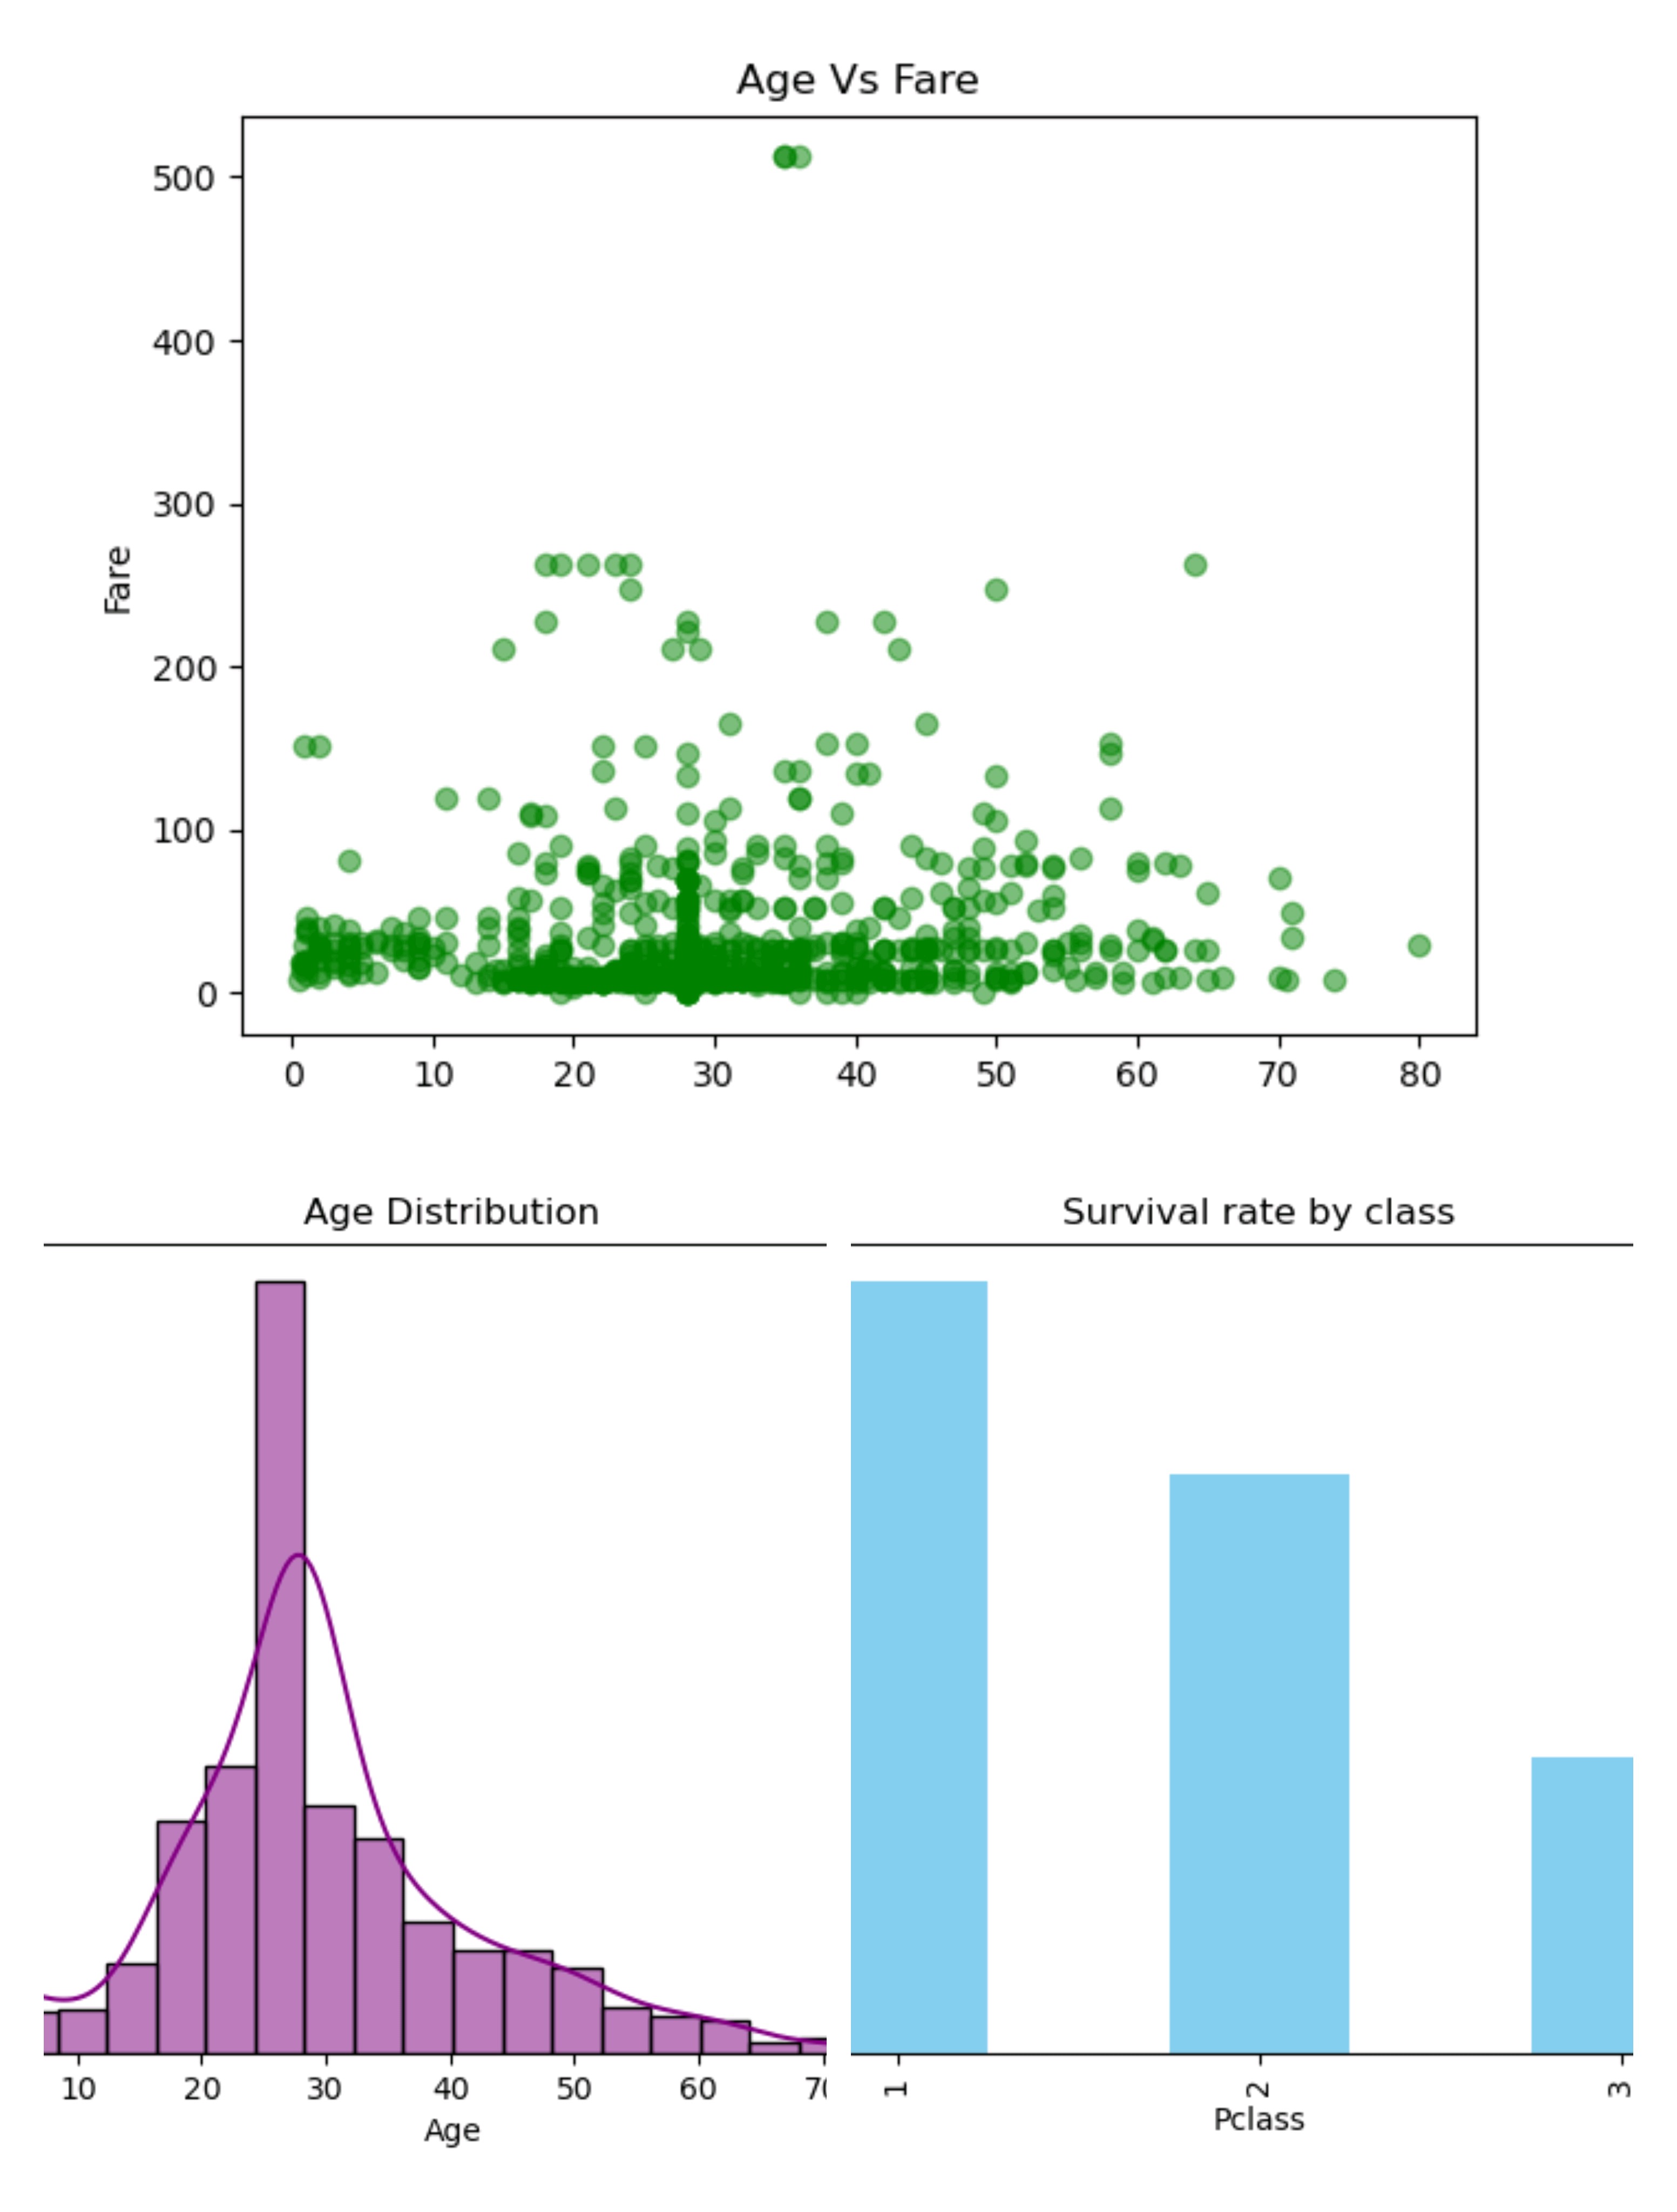 Age Vs Fare
500
400
300
200
100
0
Fare
0 10 20 30 40 50 60 70 80
Age Distribution
10 20 30 40 50 60
Age
Survival rate by class
1 2 3
Pclass